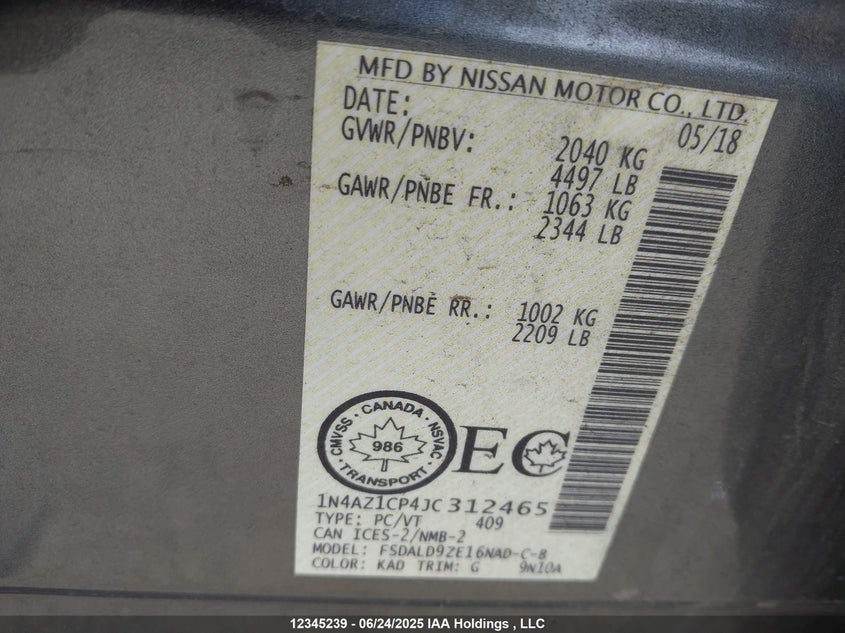 MFD BY NISSAN MOTOR CO., LTD.
DATE: 05/18
GVWR/PNBV: 2040 KG
4497 LB
GAWR/PNBE FR.: 1063 KG
2344 LB
GAWR/PNBE RR.: 1002 KG
2209 LB
CMVSS · CANADA · NSVAC · TRANSPORT ·
986
EC
1N4AZ1CP4JC312465
TYPE: PC/VT 409
CAN ICES-2/NMB-2
MODEL: FSDALD9ZE16NAD-C-8
COLOR: KAD TRIM: G 9N10A
12345239 - 06/24/2025 IAA Holdings , LLC